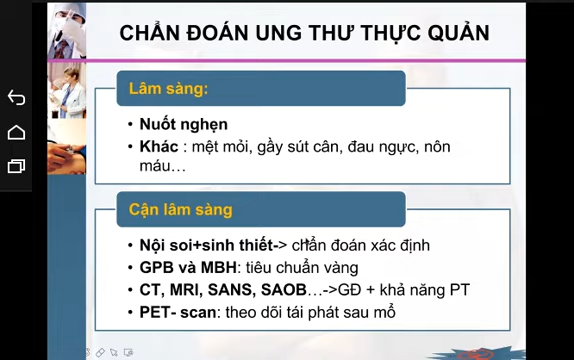 CHẨN ĐOÁN UNG THƯ THỰC QUẢN
Lâm sàng:
• Nuốt nghẹn
• Khác : mệt mỏi, gầy sút cân, đau ngực, nôn
máu…
Cận lâm sàng
• Nội soi+sinh thiết-> chẩn đoán xác định
• GPB và MBH: tiêu chuẩn vàng
• CT, MRI, SANS, SAOB…->GĐ + khả năng PT
• PET- scan: theo dõi tái phát sau mổ